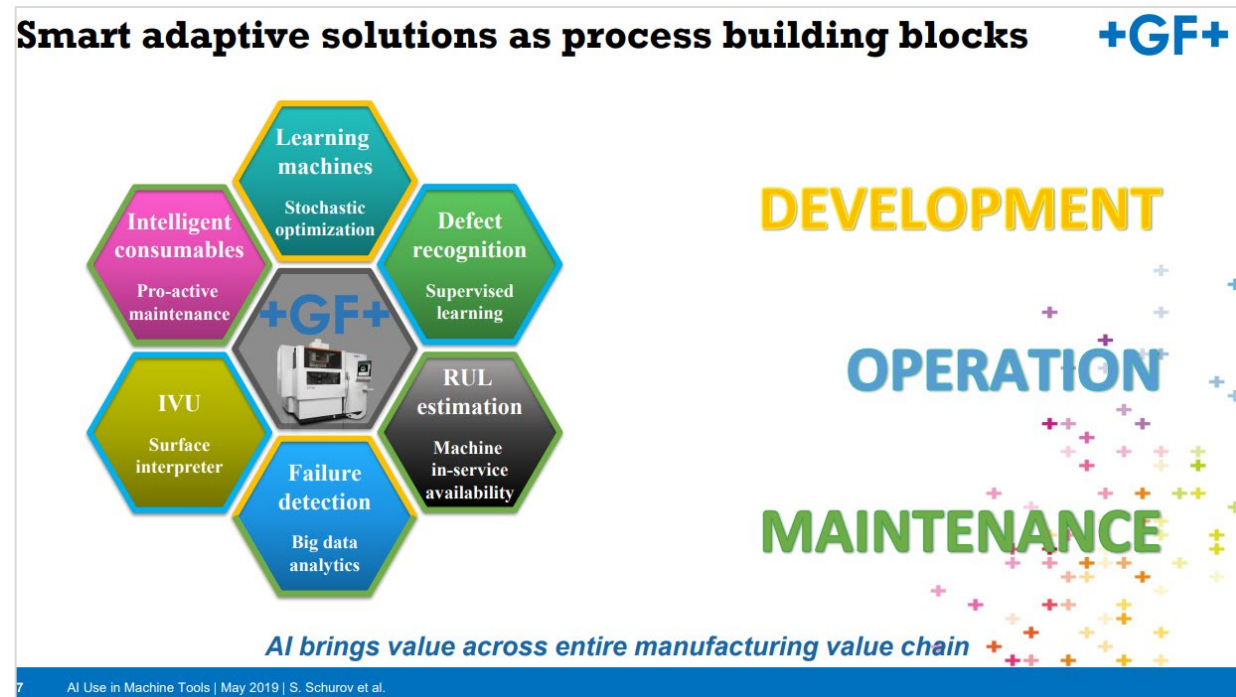 Smart adaptive solutions as process building blocks
+GF+
Learning
machines
Stochastic
optimization
Intelligent
consumables
Pro-active
maintenance
Defect
recognition
Supervised
learning
+GF+
IVU
Surface
interpreter
RUL
estimation
Machine
in-service
availability
Failure
detection
Big data
analytics
DEVELOPMENT
OPERATION
MAINTENANCE
AI brings value across entire manufacturing value chain
7 AI Use in Machine Tools | May 2019 | S. Schurov et al.